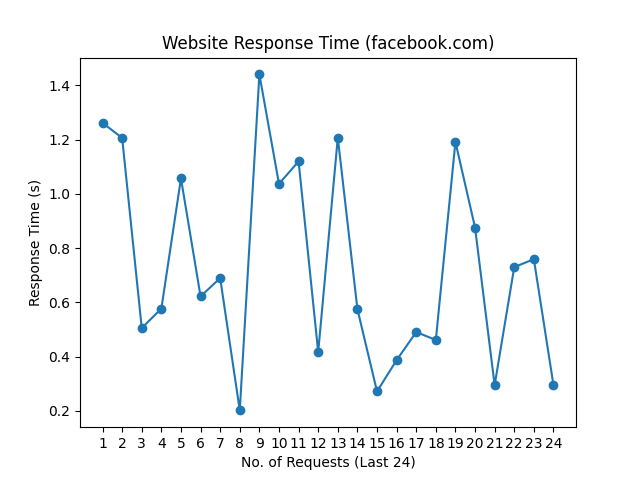 Website Response Time (facebook.com)
Response Time (s)
1.4
1.2
1.0
0.8
0.6
0.4
0.2
1 2 3 4 5 6 7 8 9 10 11 12 13 14 15 16 17 18 19 20 21 22 23 24
No. of Requests (Last 24)